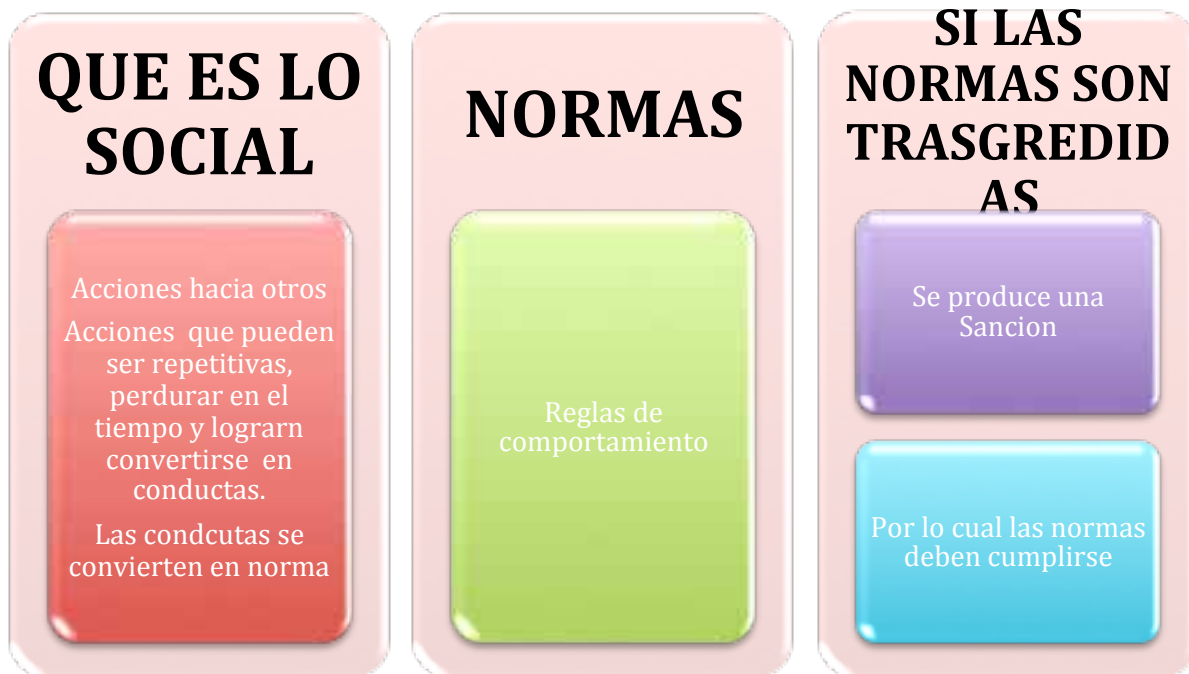 QUE ES LO
SOCIAL
Acciones hacia otros
Acciones  que pueden
ser repetitivas,
perdurar en el
tiempo y lograrn
convertirse  en
conductas.
Las condcutas se
convierten en norma
NORMAS
Reglas de
comportamiento
SI LAS
NORMAS SON
TRASGREDID
AS
Se produce una
Sancion
Por lo cual las normas
deben cumplirse